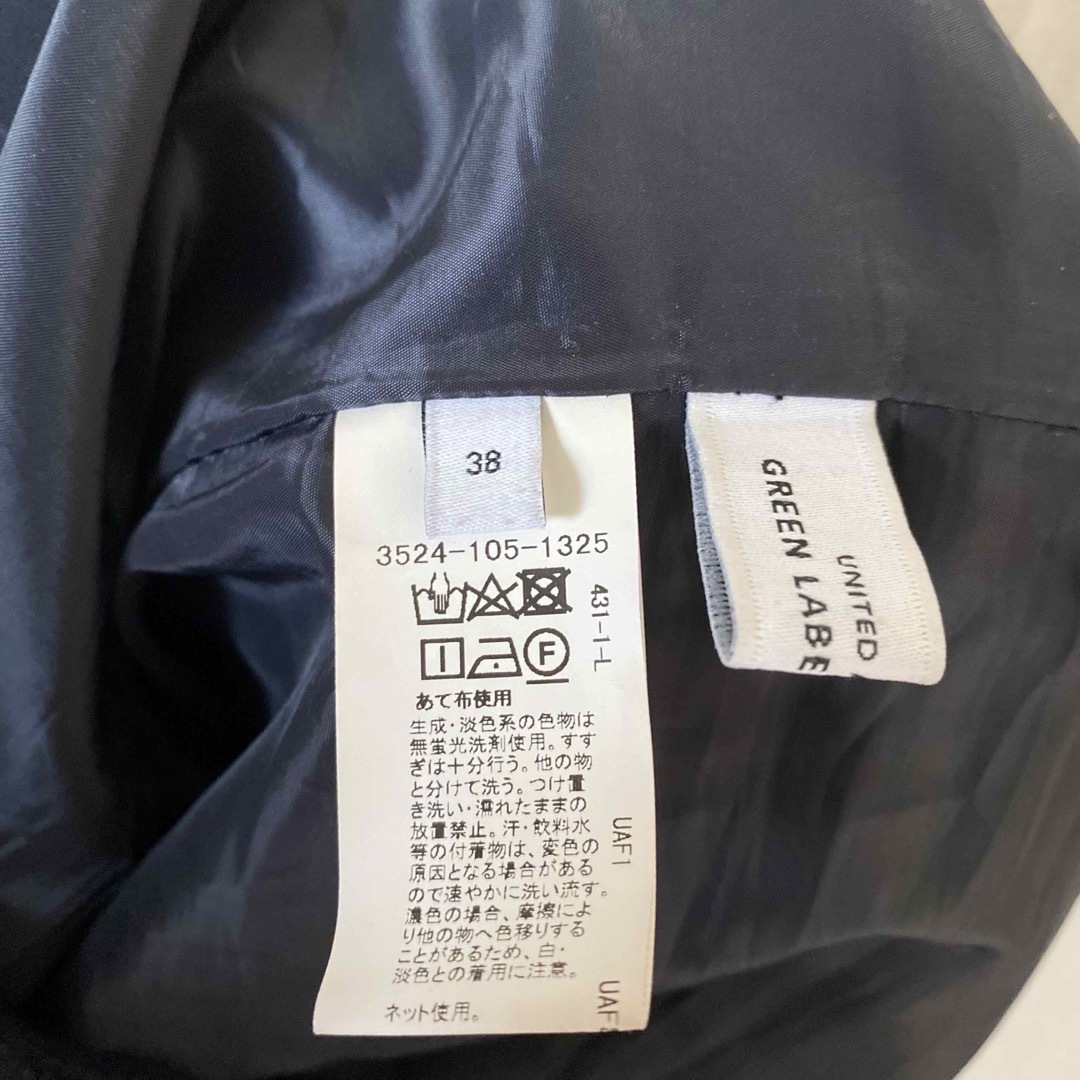 38
3524-105-1325
431-1-L
F
あて布使用
生成・淡色系の色物は
無蛍光洗剤使用。すす
ぎは十分行う。他の物
と分けて洗う。つけ置
き洗い・濡れたままの
放置禁止。汗・飲料水
等の付着物は、変色の
原因となる場合がある
ので速やかに洗い流す。
濃色の場合、摩擦によ
り他の物へ色移りする
ことがあるため、白・
淡色との着用に注意。
ネット使用。
UAF1
UAF
UNITED
GREEN LABE